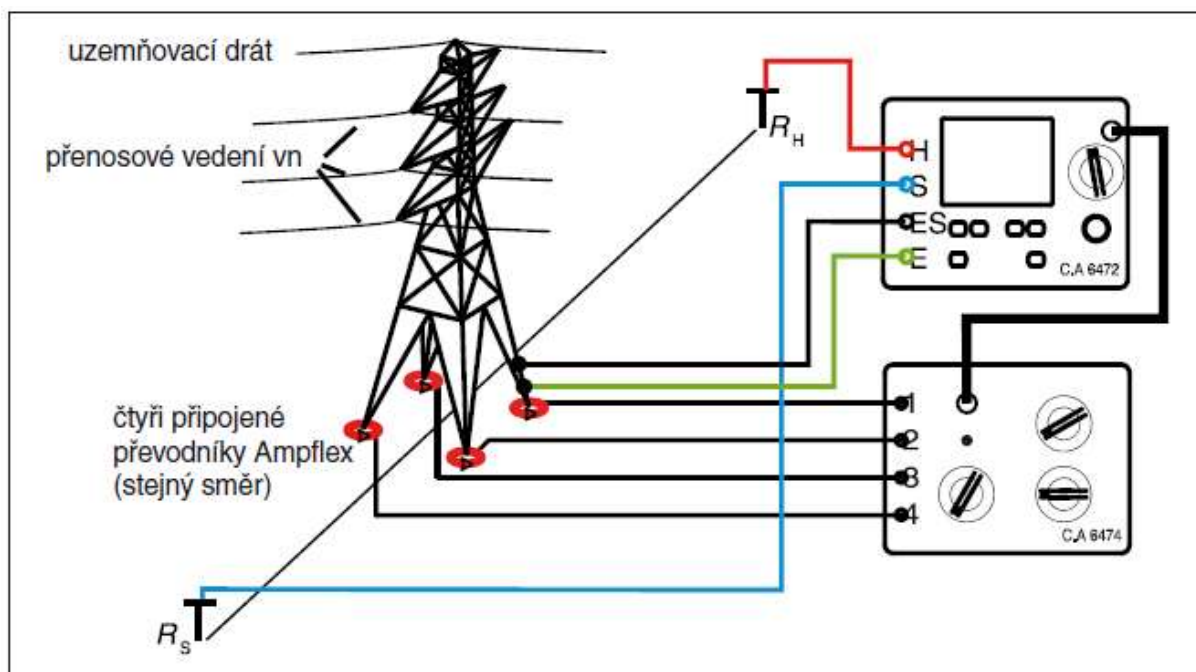 uzemňovací drát
přenosové vedení vn
čtyři připojené
převodníky Ampflex
(stejný směr)
R_H
R_S
H
S
ES
E
C.A 6472
1
2
3
4
C.A 6474